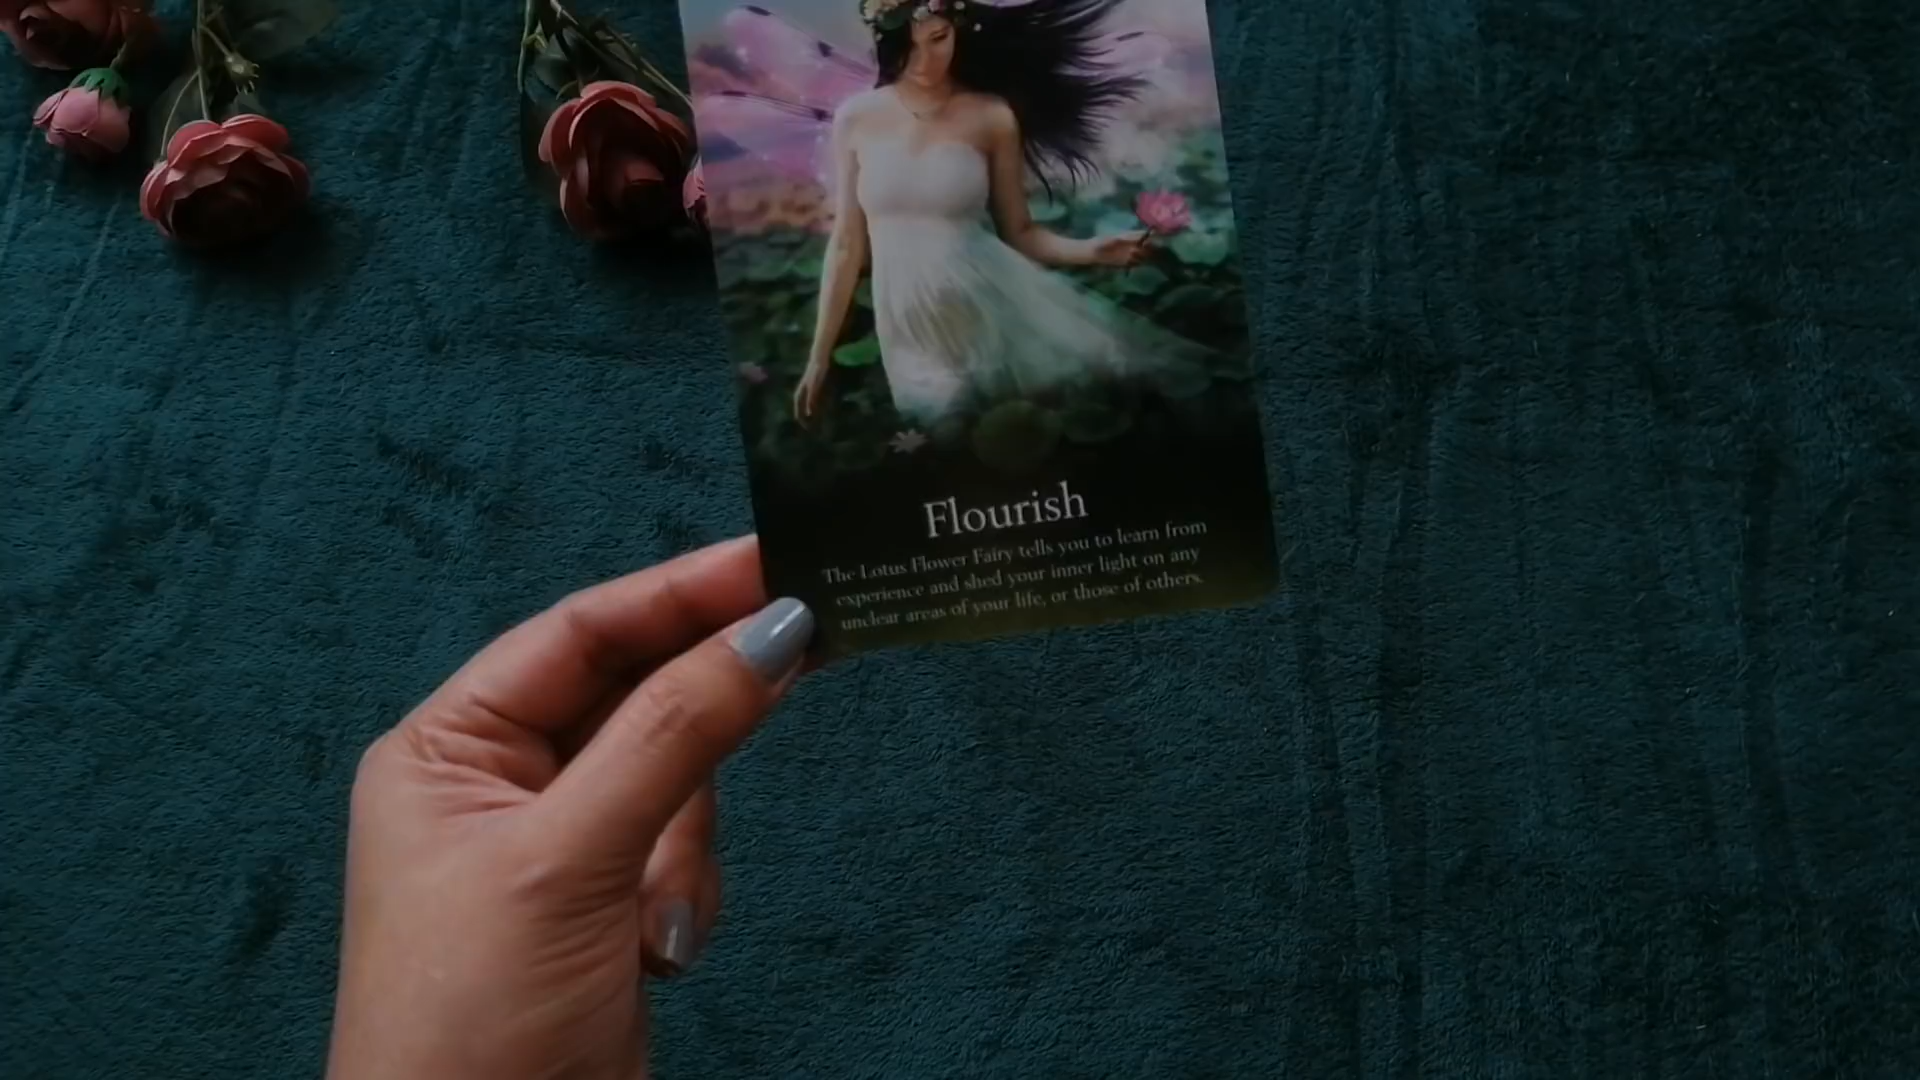 Flourish
The Lotus Flower Fairy tells you to learn from
experience and shed your inner light on any
unclear areas of your life, or those of others.